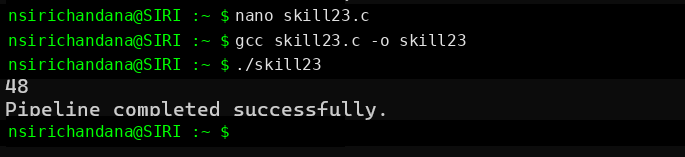 nsirichandana@SIRI :~ $ nano skill23.c
nsirichandana@SIRI :~ $ gcc skill23.c -o skill23
nsirichandana@SIRI :~ $ ./skill23
48
Pipeline completed successfully.
nsirichandana@SIRI :~ $